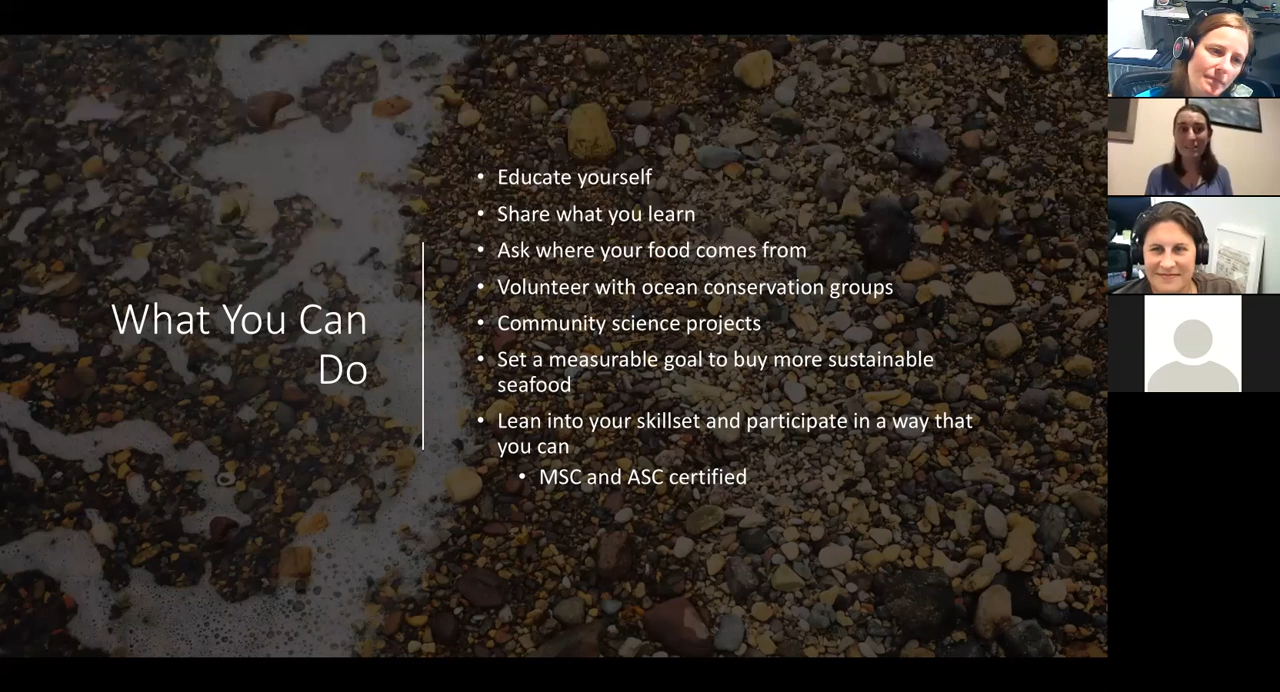 What You Can
Do
• Educate yourself
• Share what you learn
• Ask where your food comes from
• Volunteer with ocean conservation groups
• Community science projects
• Set a measurable goal to buy more sustainable
seafood
• Lean into your skillset and participate in a way that
you can
• MSC and ASC certified